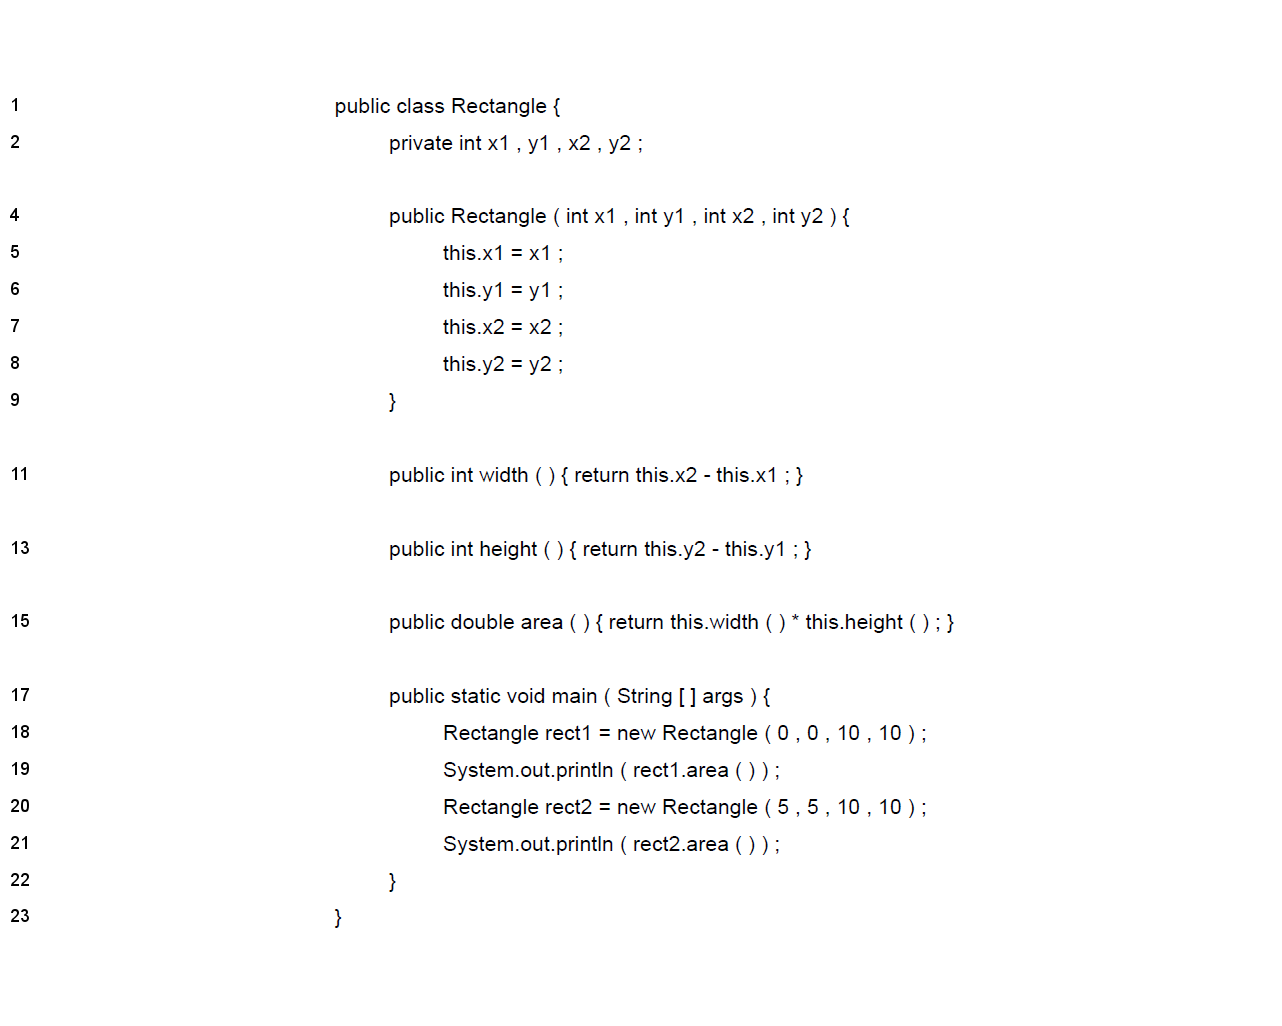 1 public class Rectangle {
2 private int x1 , y1 , x2 , y2 ;
4 public Rectangle ( int x1 , int y1 , int x2 , int y2 ) {
5 this.x1 = x1 ;
6 this.y1 = y1 ;
7 this.x2 = x2 ;
8 this.y2 = y2 ;
9 }
11 public int width ( ) { return this.x2 - this.x1 ; }
13 public int height ( ) { return this.y2 - this.y1 ; }
15 public double area ( ) { return this.width ( ) * this.height ( ) ; }
17 public static void main ( String [ ] args ) {
18 Rectangle rect1 = new Rectangle ( 0 , 0 , 10 , 10 ) ;
19 System.out.println ( rect1.area ( ) ) ;
20 Rectangle rect2 = new Rectangle ( 5 , 5 , 10 , 10 ) ;
21 System.out.println ( rect2.area ( ) ) ;
22 }
23 }